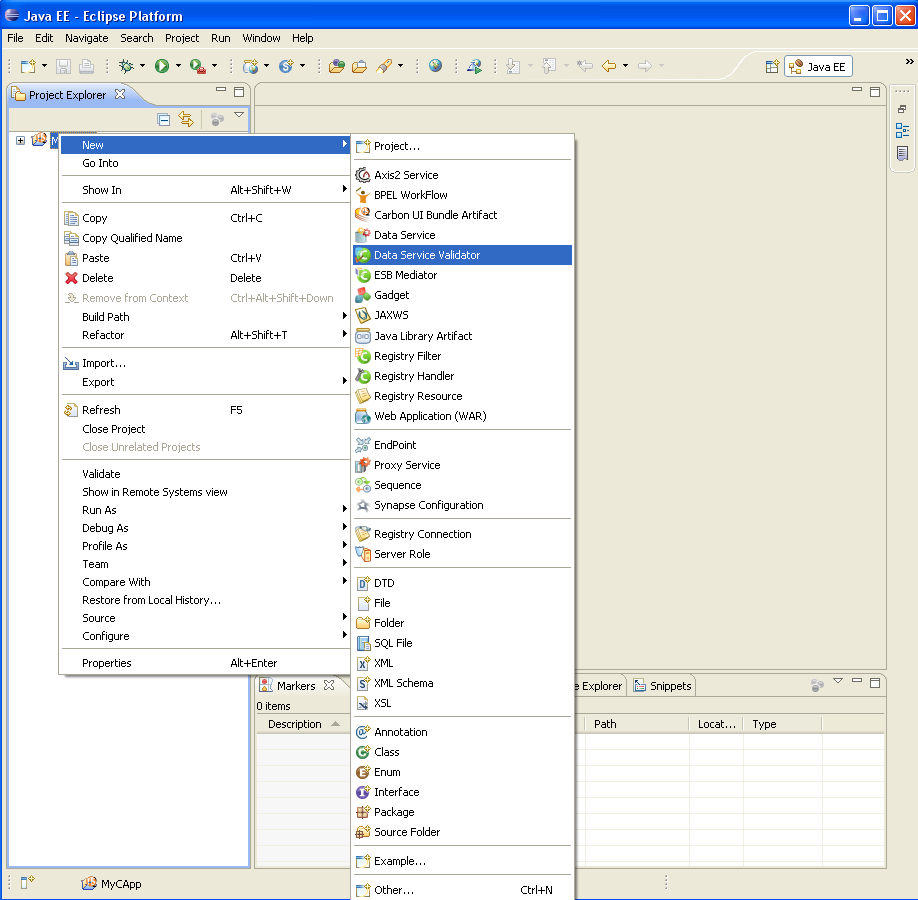 Java EE - Eclipse Platform
File Edit Navigate Search Project Run Window Help
Java EE
Project Explorer
New
Go Into
Show In Alt+Shift+W
Copy Ctrl+C
Copy Qualified Name
Paste Ctrl+V
Delete Delete
Remove from Context Ctrl+Alt+Shift+Down
Build Path
Refactor Alt+Shift+T
Import...
Export
Refresh F5
Close Project
Close Unrelated Projects
Validate
Show in Remote Systems view
Run As
Debug As
Profile As
Team
Compare With
Restore from Local History...
Source
Configure
Properties Alt+Enter
Project...
Axis2 Service
BPEL WorkFlow
Carbon UI Bundle Artifact
Data Service
Data Service Validator
ESB Mediator
Gadget
JAXWS
Java Library Artifact
Registry Filter
Registry Handler
Registry Resource
Web Application (WAR)
EndPoint
Proxy Service
Sequence
Synapse Configuration
Registry Connection
Server Role
DTD
File
Folder
SQL File
XML
XML Schema
XSL
Annotation
Class
Enum
Interface
Package
Source Folder
Example...
Other... Ctrl+N
Markers
e Explorer
Snippets
0 items
Description Path Locat... Type
MyCApp